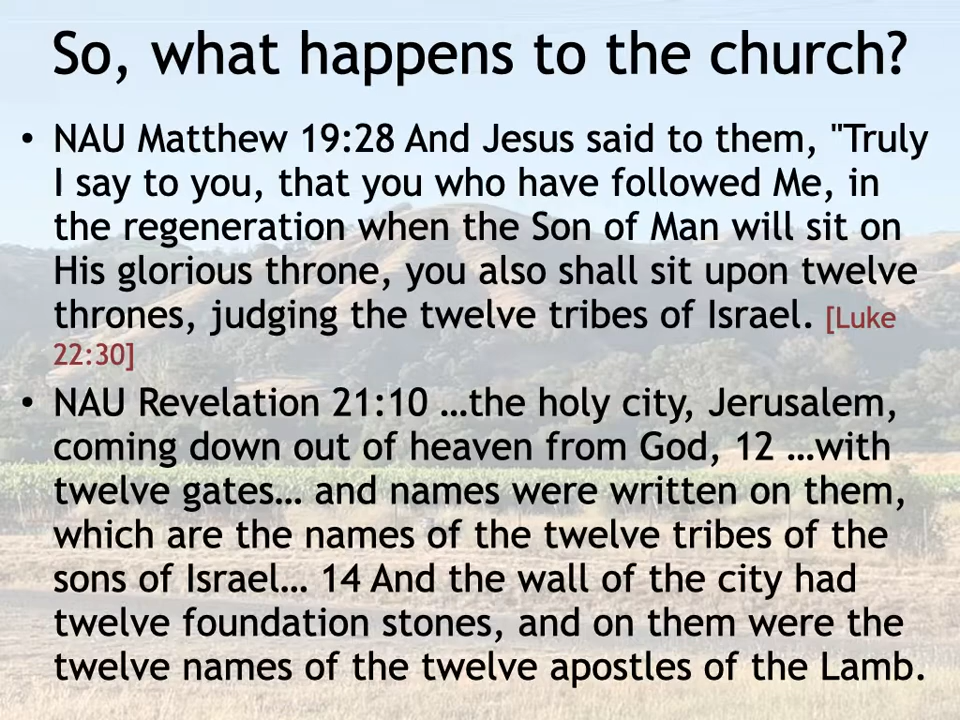 So, what happens to the church?
• NAU Matthew 19:28 And Jesus said to them, "Truly
I say to you, that you who have followed Me, in
the regeneration when the Son of Man will sit on
His glorious throne, you also shall sit upon twelve
thrones, judging the twelve tribes of Israel. [Luke
22:30]
• NAU Revelation 21:10 …the holy city, Jerusalem,
coming down out of heaven from God, 12 …with
twelve gates… and names were written on them,
which are the names of the twelve tribes of the
sons of Israel… 14 And the wall of the city had
twelve foundation stones, and on them were the
twelve names of the twelve apostles of the Lamb.